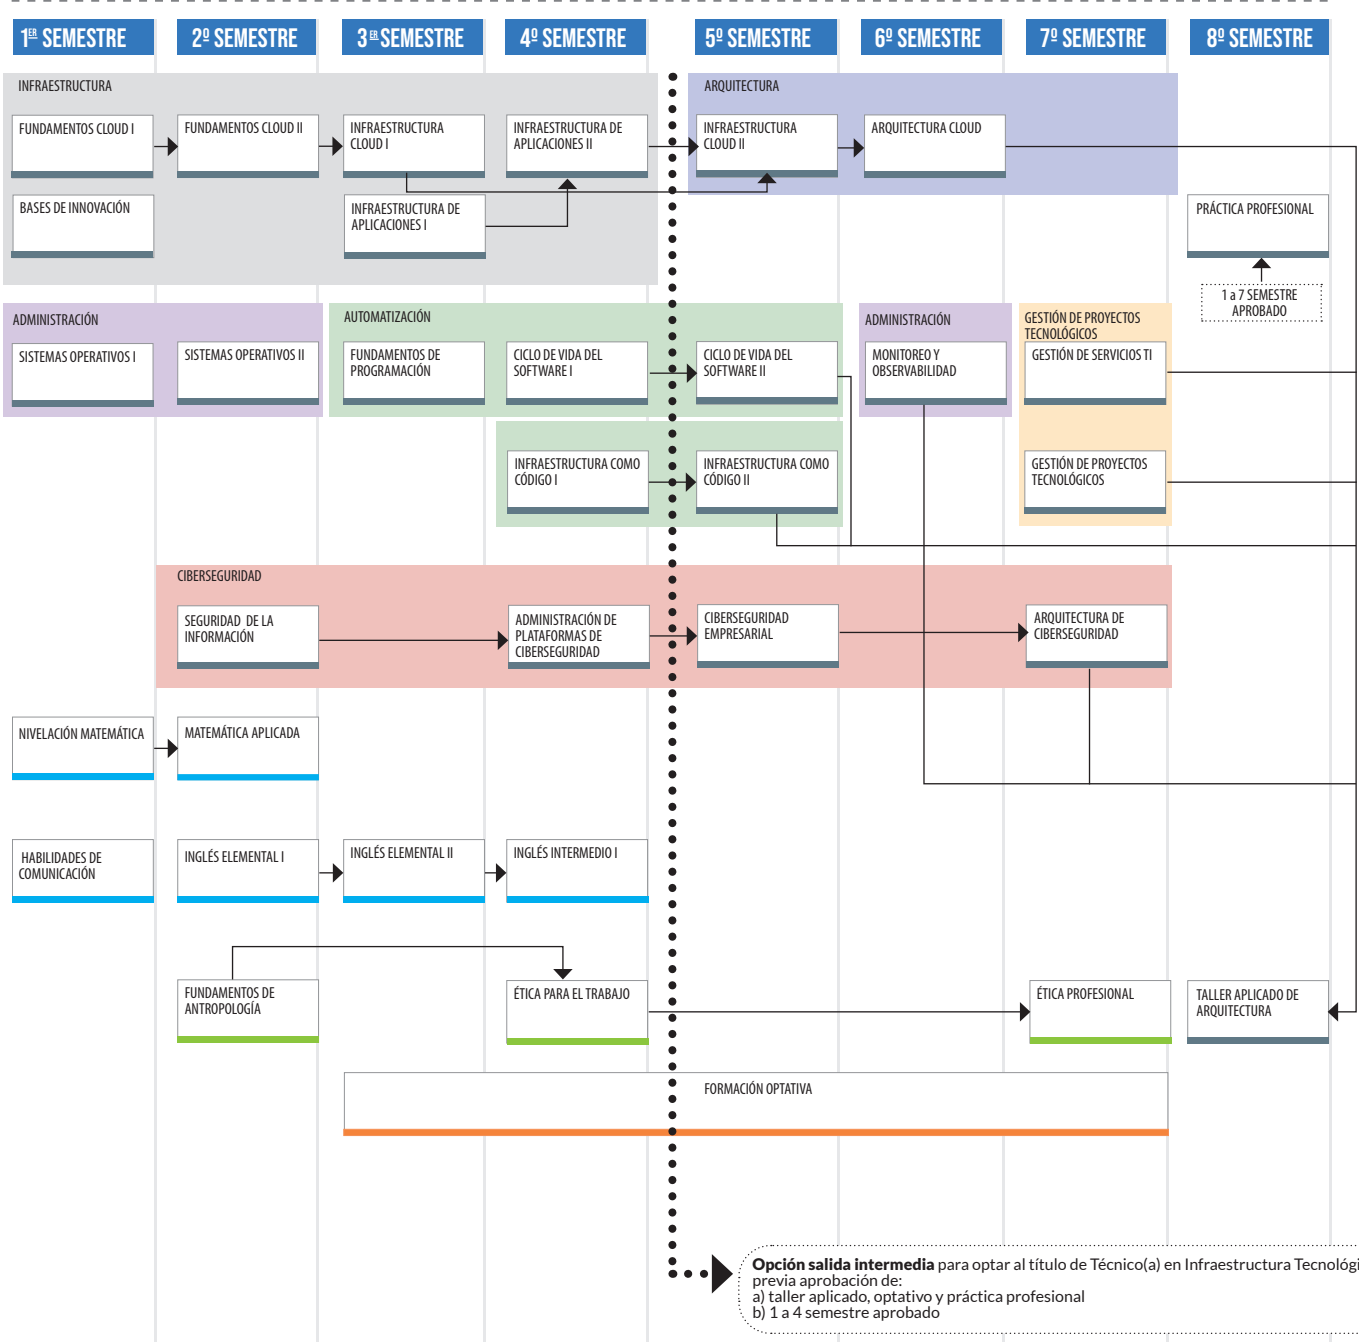 1ER SEMESTRE
2º SEMESTRE
3ER SEMESTRE
4º SEMESTRE
5º SEMESTRE
6º SEMESTRE
7º SEMESTRE
8º SEMESTRE
INFRAESTRUCTURA
ARQUITECTURA
FUNDAMENTOS CLOUD I
FUNDAMENTOS CLOUD II
INFRAESTRUCTURA
CLOUD I
INFRAESTRUCTURA DE
APLICACIONES II
INFRAESTRUCTURA
CLOUD II
ARQUITECTURA CLOUD
BASES DE INNOVACIÓN
INFRAESTRUCTURA DE
APLICACIONES I
PRÁCTICA PROFESIONAL
1 a 7 SEMESTRE
APROBADO
ADMINISTRACIÓN
AUTOMATIZACIÓN
ADMINISTRACIÓN
GESTIÓN DE PROYECTOS
TECNOLÓGICOS
SISTEMAS OPERATIVOS I
SISTEMAS OPERATIVOS II
FUNDAMENTOS DE
PROGRAMACIÓN
CICLO DE VIDA DEL
SOFTWARE I
CICLO DE VIDA DEL
SOFTWARE II
MONITOREO Y
OBSERVABILIDAD
GESTIÓN DE SERVICIOS TI
INFRAESTRUCTURA COMO
CÓDIGO I
INFRAESTRUCTURA COMO
CÓDIGO II
GESTIÓN DE PROYECTOS
TECNOLÓGICOS
CIBERSEGURIDAD
SEGURIDAD DE LA
INFORMACIÓN
ADMINISTRACIÓN DE
PLATAFORMAS DE
CIBERSEGURIDAD
CIBERSEGURIDAD
EMPRESARIAL
ARQUITECTURA DE
CIBERSEGURIDAD
NIVELACIÓN MATEMÁTICA
MATEMÁTICA APLICADA
HABILIDADES DE
COMUNICACIÓN
INGLÉS ELEMENTAL I
INGLÉS ELEMENTAL II
INGLÉS INTERMEDIO I
FUNDAMENTOS DE
ANTROPOLOGÍA
ÉTICA PARA EL TRABAJO
ÉTICA PROFESIONAL
TALLER APLICADO DE
ARQUITECTURA
FORMACIÓN OPTATIVA
Opción salida intermedia para optar al título de Técnico(a) en Infraestructura Tecnológi
previa aprobación de:
a) taller aplicado, optativo y práctica profesional
b) 1 a 4 semestre aprobado